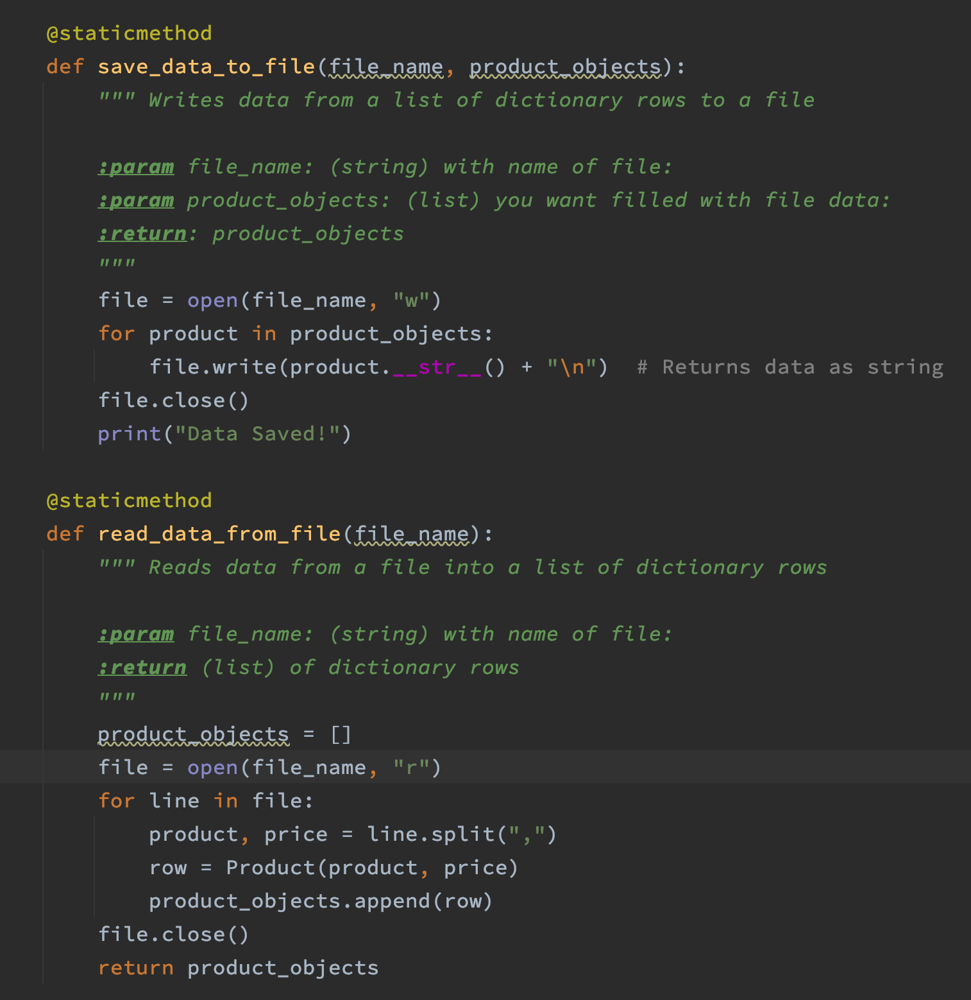 @staticmethod
def save_data_to_file(file_name, product_objects):
    """ Writes data from a list of dictionary rows to a file

    :param file_name: (string) with name of file:
    :param product_objects: (list) you want filled with file data:
    :return: product_objects
    """
    file = open(file_name, "w")
    for product in product_objects:
        file.write(product.__str__() + "\n")  # Returns data as string
    file.close()
    print("Data Saved!")

@staticmethod
def read_data_from_file(file_name):
    """ Reads data from a file into a list of dictionary rows

    :param file_name: (string) with name of file:
    :return (list) of dictionary rows
    """
    product_objects = []
    file = open(file_name, "r")
    for line in file:
        product, price = line.split(",")
        row = Product(product, price)
        product_objects.append(row)
    file.close()
    return product_objects